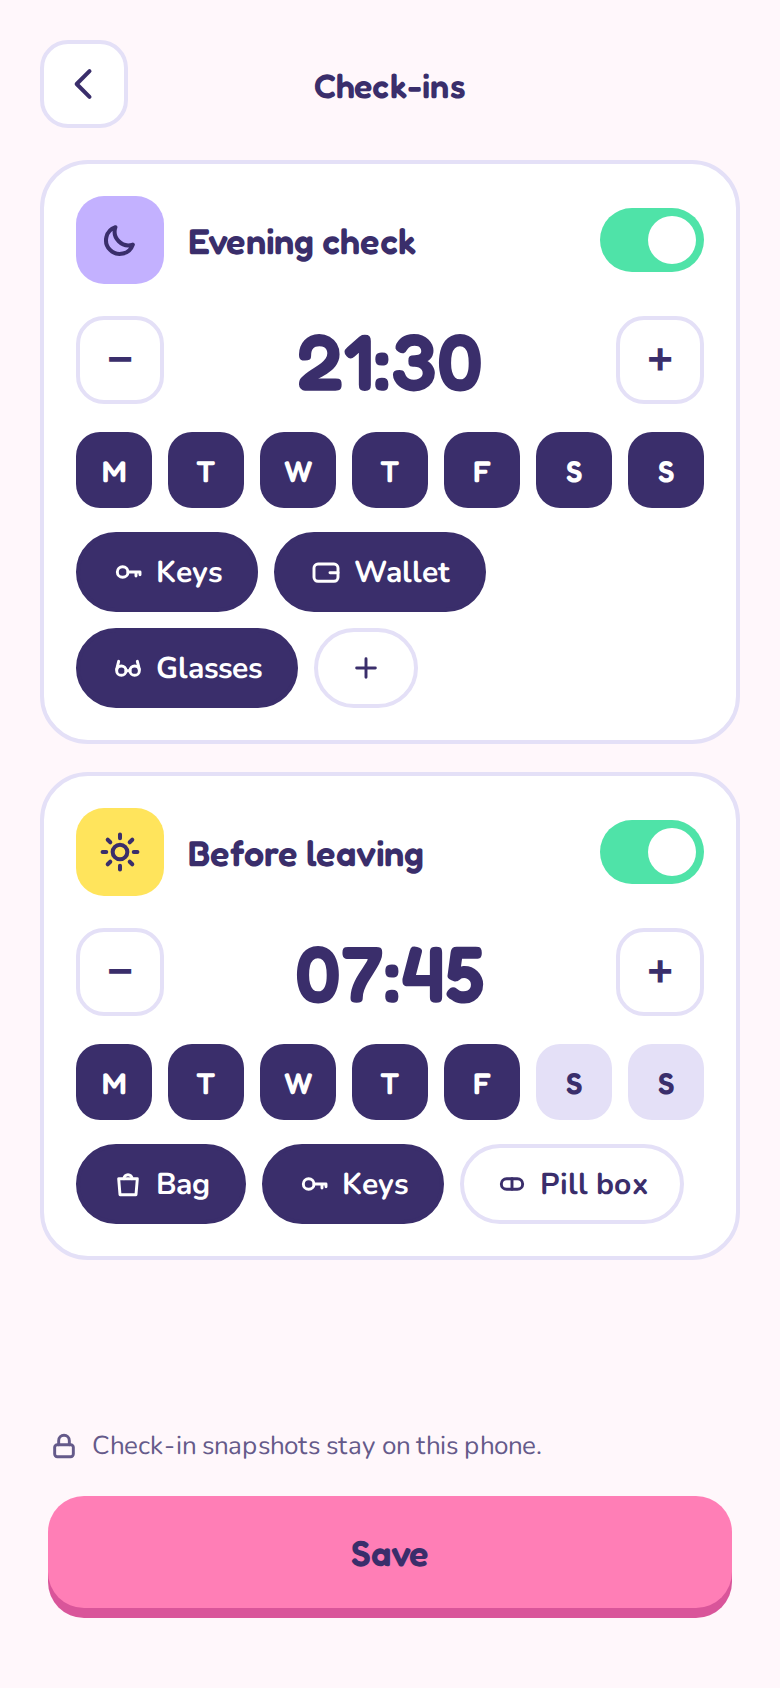 Check-ins
Evening check
− 21:30 +
M T W T F S S
Keys Wallet
Glasses +
Before leaving
− 07:45 +
M T W T F S S
Bag Keys Pill box
Check-in snapshots stay on this phone.
Save